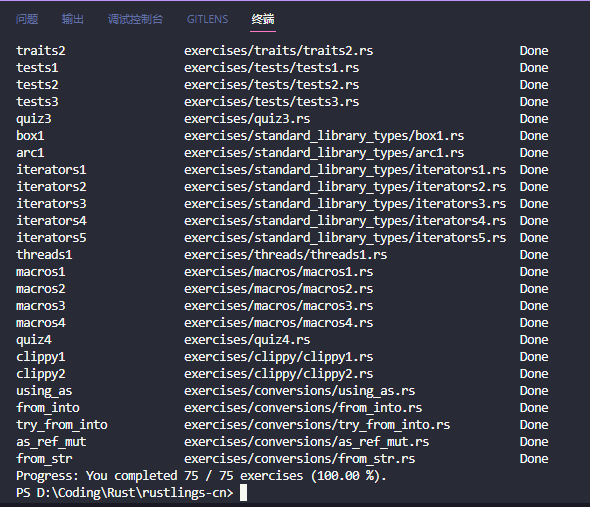 问题 输出 调试控制台 GITLENS 终端
traits2 exercises/traits/traits2.rs Done
tests1 exercises/tests/tests1.rs Done
tests2 exercises/tests/tests2.rs Done
tests3 exercises/tests/tests3.rs Done
quiz3 exercises/quiz3.rs Done
box1 exercises/standard_library_types/box1.rs Done
arc1 exercises/standard_library_types/arc1.rs Done
iterators1 exercises/standard_library_types/iterators1.rs Done
iterators2 exercises/standard_library_types/iterators2.rs Done
iterators3 exercises/standard_library_types/iterators3.rs Done
iterators4 exercises/standard_library_types/iterators4.rs Done
iterators5 exercises/standard_library_types/iterators5.rs Done
threads1 exercises/threads/threads1.rs Done
macros1 exercises/macros/macros1.rs Done
macros2 exercises/macros/macros2.rs Done
macros3 exercises/macros/macros3.rs Done
macros4 exercises/macros/macros4.rs Done
quiz4 exercises/quiz4.rs Done
clippy1 exercises/clippy/clippy1.rs Done
clippy2 exercises/clippy/clippy2.rs Done
using_as exercises/conversions/using_as.rs Done
from_into exercises/conversions/from_into.rs Done
try_from_into exercises/conversions/try_from_into.rs Done
as_ref_mut exercises/conversions/as_ref_mut.rs Done
from_str exercises/conversions/from_str.rs Done
Progress: You completed 75 / 75 exercises (100.00 %).
PS D:\Coding\Rust\rustlings-cn>